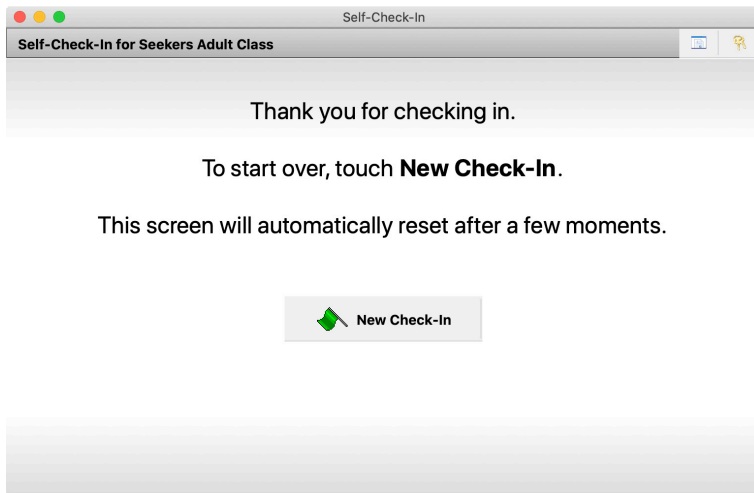 Self-Check-In
Self-Check-In for Seekers Adult Class
Thank you for checking in.
To start over, touch New Check-In.
This screen will automatically reset after a few moments.
New Check-In